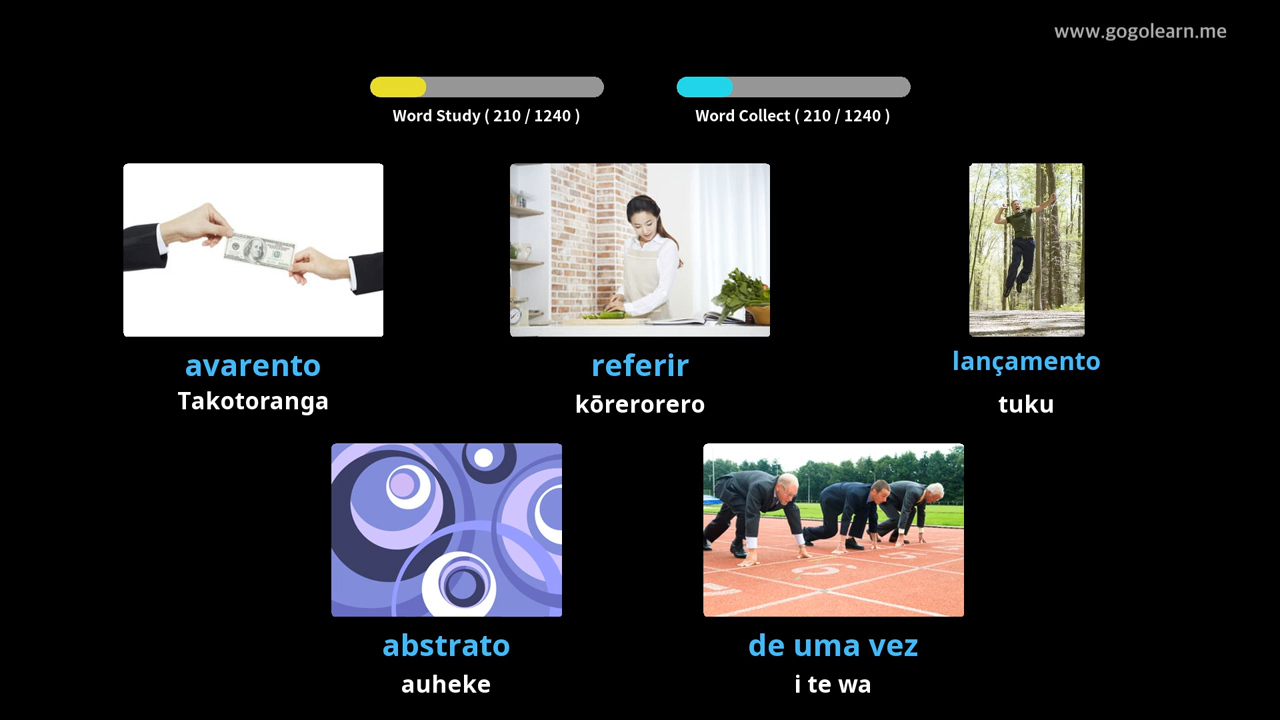 www.gogolearn.me
Word Study ( 210 / 1240 )
Word Collect ( 210 / 1240 )
avarento
Takotoranga
referir
kōrerorero
lançamento
tuku
abstrato
auheke
de uma vez
i te wa